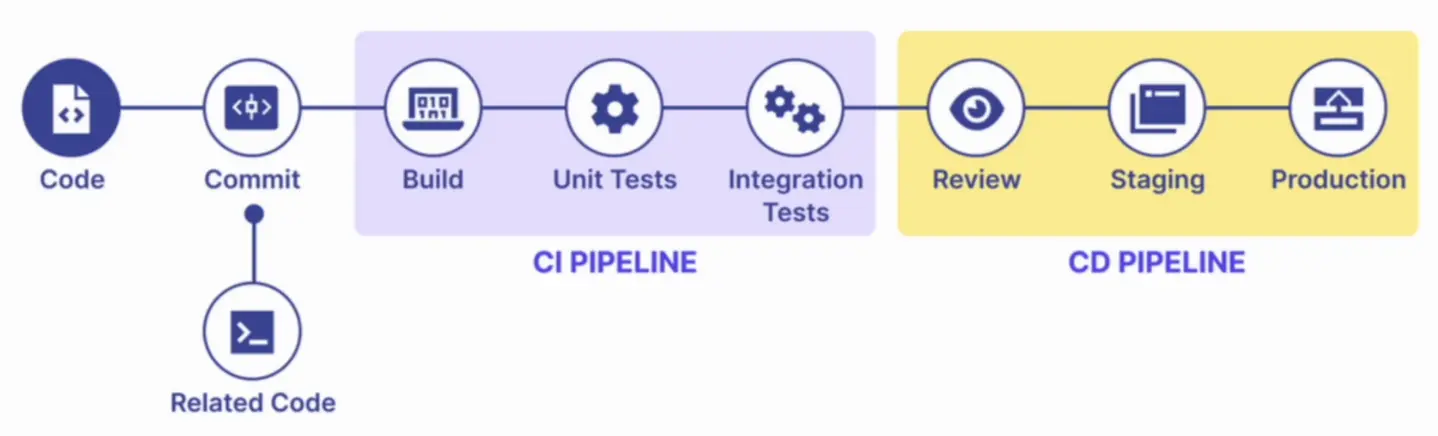 Code
Commit
Build
Unit Tests
Integration
Tests
Review
Staging
Production
CI PIPELINE
CD PIPELINE
Related Code